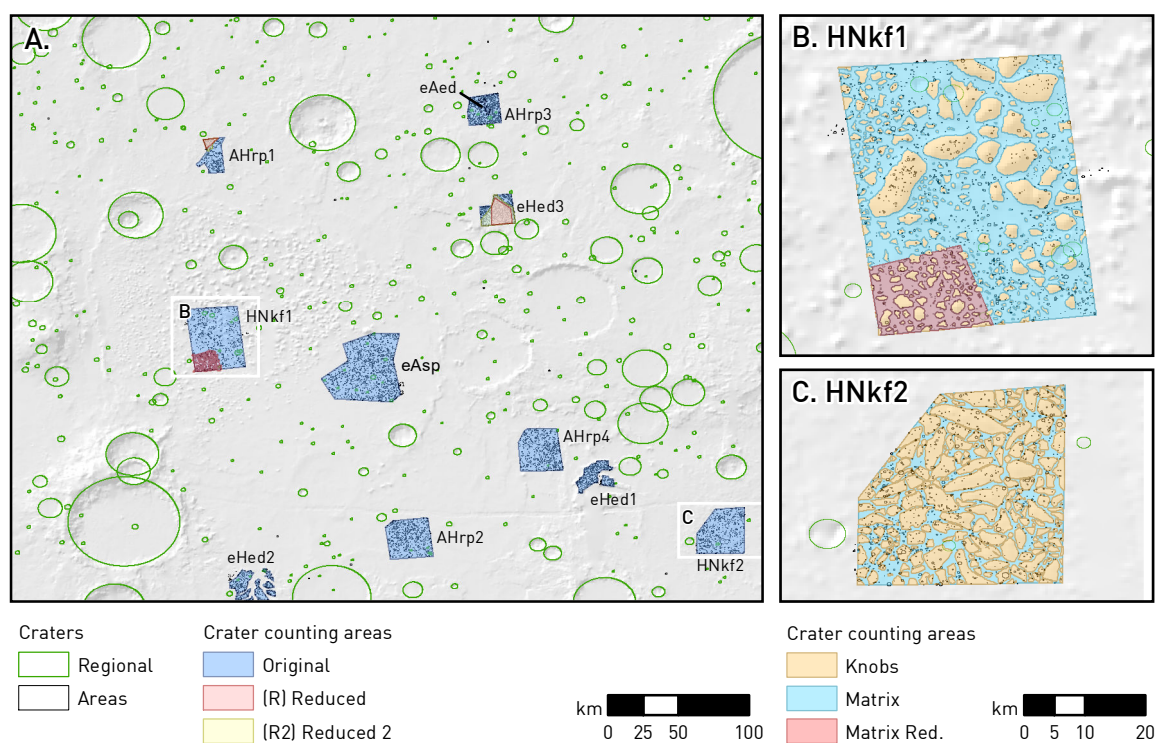 A.
eAed
AHrp3
AHrp1
eHed3
B
HNkf1
eAsp
AHrp4
eHed1
C
AHrp2
HNkf2
eHed2
B. HNkf1
C. HNkf2
Craters
Regional
Areas
Crater counting areas
Original
(R) Reduced
(R2) Reduced 2
km
0 25 50 100
Crater counting areas
Knobs
Matrix
Matrix Red.
km
0 5 10 20